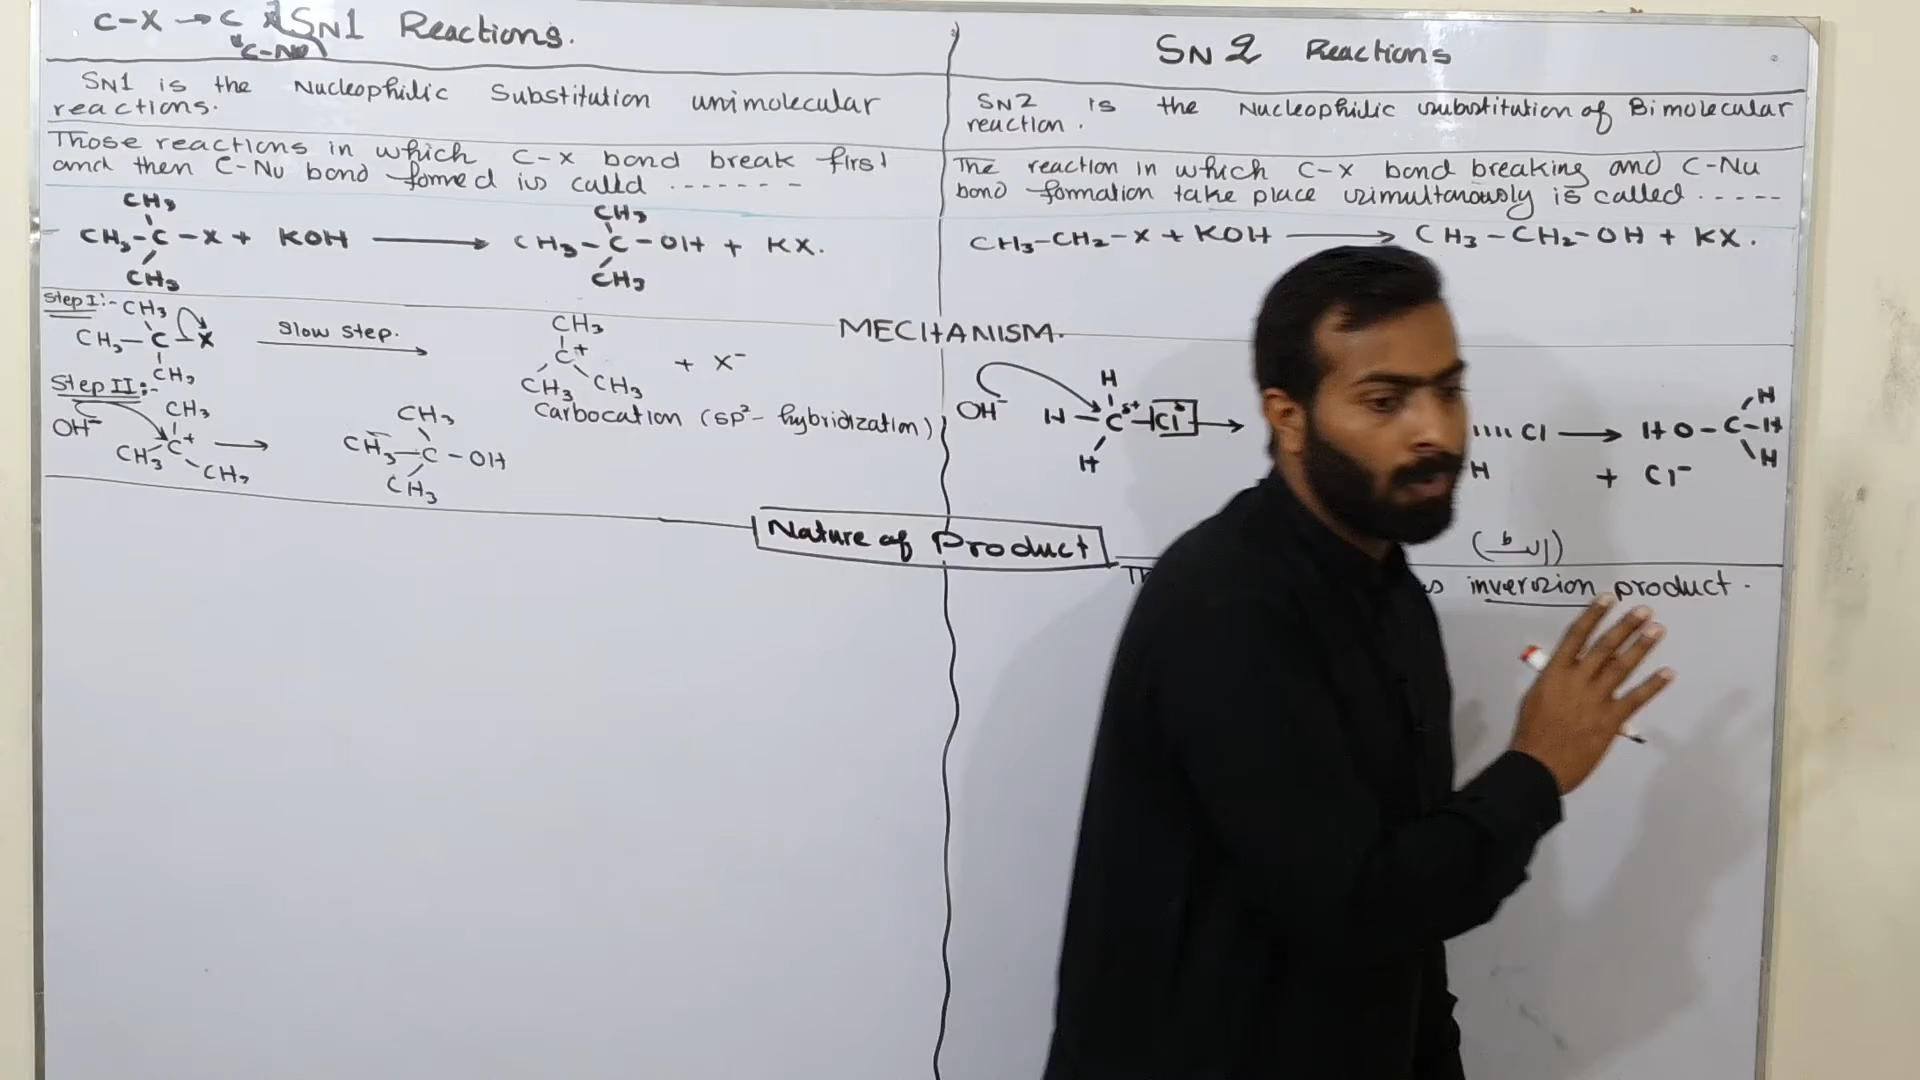 C-X → C X
C-Nu
SN1 Reactions.
SN1 is the Nucleophilic Substitution unimolecular
reactions.
Those reactions in which C-X bond break first
and then C-Nu bond formed is called -------
CH3
CH3-C-X + KOH ⟶ CH3-C-OH + KX.
CH3
CH3
CH3
SN2 Reactions
SN2 is the Nucleophilic substitution of Bimolecular
reaction.
The reaction in which C-X bond breaking and C-Nu
bond formation take place simultanously is called -----
CH3-CH2-X + KOH ⟶ CH3-CH2-OH + KX.
MECHANISM.
Step I:-
CH3
CH3-C-X
CH3
Slow step.
CH3
C+
CH3 CH3
+ X-
Carbocation (SP2- hybridization)
Step II:-
OH-
CH3
C+
CH3
CH3
→
CH3
CH3-C-OH
CH3
OH-
H
H-C δ+-Cl δ- →
H
Cl → HO-C-H
H
H
H
+ Cl-
Nature of Product
inversion product.